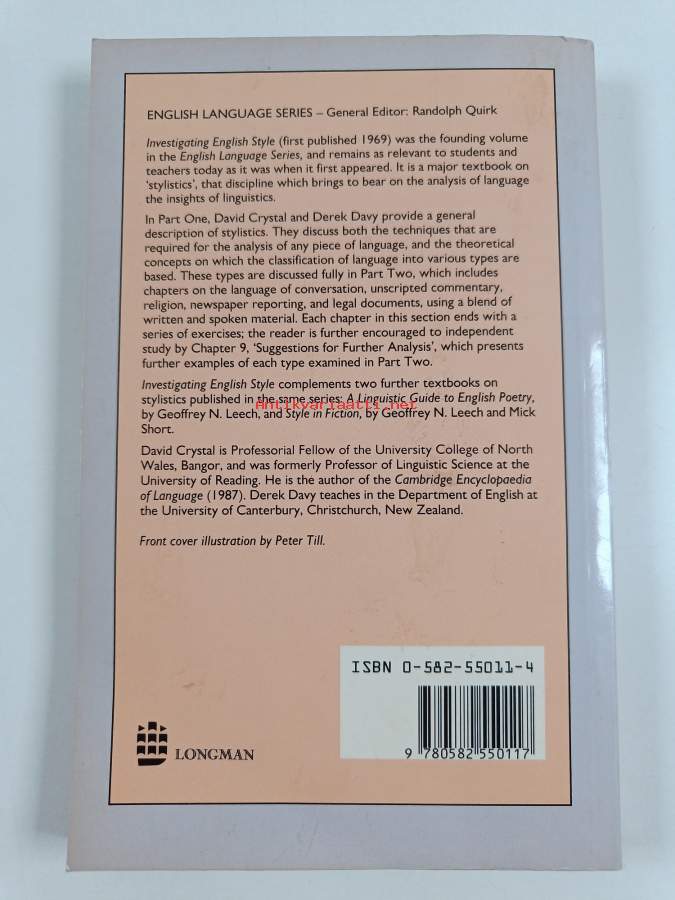 ENGLISH LANGUAGE SERIES – General Editor: Randolph Quirk
Investigating English Style (first published 1969) was the founding volume
in the English Language Series, and remains as relevant to students and
teachers today as it was when it first appeared. It is a major textbook on
'stylistics', that discipline which brings to bear on the analysis of language
the insights of linguistics.
In Part One, David Crystal and Derek Davy provide a general
description of stylistics. They discuss both the techniques that are
required for the analysis of any piece of language, and the theoretical
concepts on which the classification of language into various types are
based. These types are discussed fully in Part Two, which includes
chapters on the language of conversation, unscripted commentary,
religion, newspaper reporting, and legal documents, using a blend of
written and spoken material. Each chapter in this section ends with a
series of exercises; the reader is further encouraged to independent
study by Chapter 9, 'Suggestions for Further Analysis', which presents
further examples of each type examined in Part Two.
Investigating English Style complements two further textbooks on
stylistics published in the same series: A Linguistic Guide to English Poetry,
Antikvariaatti.net
by Geoffrey N. Leech, and Style in Fiction, by Geoffrey N. Leech and Mick
Short.
David Crystal is Professorial Fellow of the University College of North
Wales, Bangor, and was formerly Professor of Linguistic Science at the
University of Reading. He is the author of the Cambridge Encyclopaedia
of Language (1987). Derek Davy teaches in the Department of English at
the University of Canterbury, Christchurch, New Zealand.
Front cover illustration by Peter Till.
ISBN 0-582-55011-4
9 780582 550117
LONGMAN